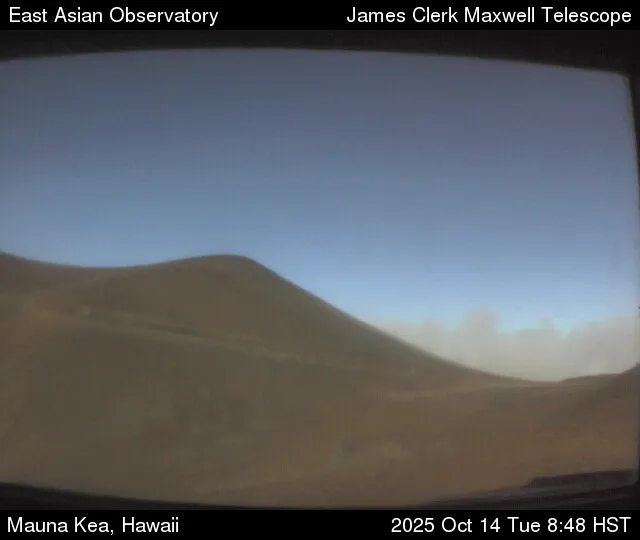 East Asian Observatory
James Clerk Maxwell Telescope
Mauna Kea, Hawaii
2025 Oct 14 Tue 8:48 HST